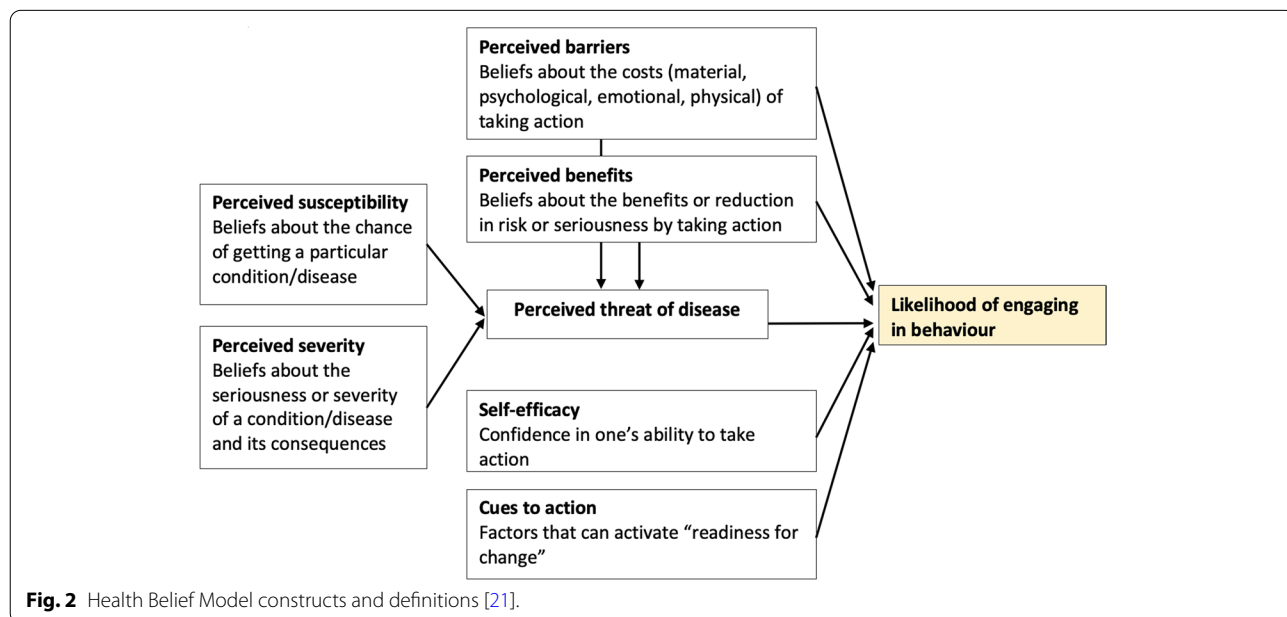 Perceived barriers
Beliefs about the costs (material,
psychological, emotional, physical) of
taking action
Perceived benefits
Beliefs about the benefits or reduction
in risk or seriousness by taking action
Perceived susceptibility
Beliefs about the chance
of getting a particular
condition/disease
Perceived threat of disease
Likelihood of engaging
in behaviour
Perceived severity
Beliefs about the
seriousness or severity
of a condition/disease
and its consequences
Self-efficacy
Confidence in one's ability to take
action
Cues to action
Factors that can activate “readiness for
change”
Fig. 2 Health Belief Model constructs and definitions [21].